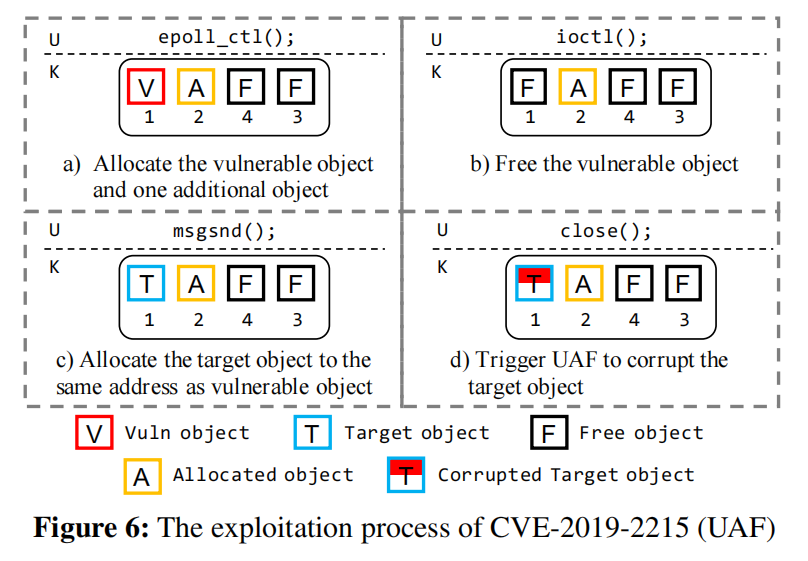 U epoll_ctl();
K
V A F F
1 2 4 3
a) Allocate the vulnerable object
and one additional object
U ioctl();
K
F A F F
1 2 4 3
b) Free the vulnerable object
U msgsnd();
K
T A F F
1 2 4 3
c) Allocate the target object to the
same address as vulnerable object
U close();
K
T A F F
1 2 4 3
d) Trigger UAF to corrupt the
target object
V Vuln object T Target object F Free object
A Allocated object T Corrupted Target object
Figure 6: The exploitation process of CVE-2019-2215 (UAF)